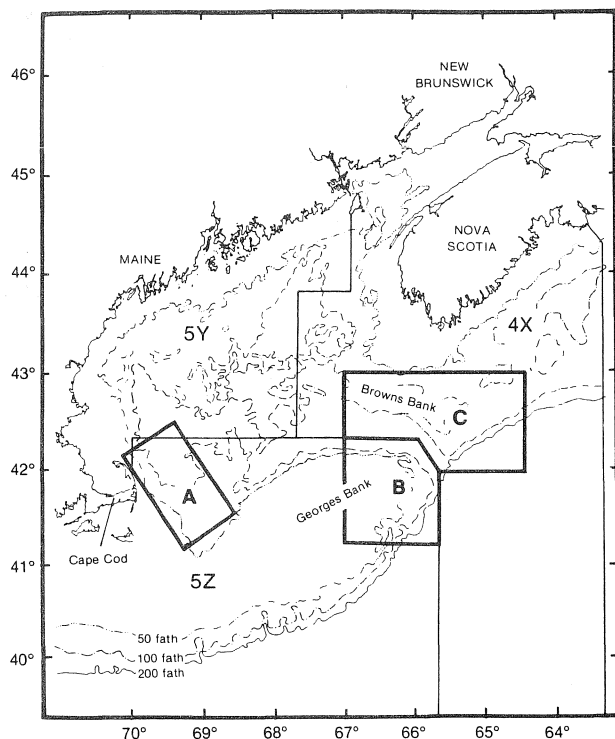 46°
45°
44°
43°
42°
41°
40°
NEW
BRUNSWICK
NOVA
SCOTIA
MAINE
5Y
4X
Browns Bank
C
A
B
Georges Bank
Cape Cod
5Z
50 fath
100 fath
200 fath
70°
69°
68°
67°
66°
65°
64°